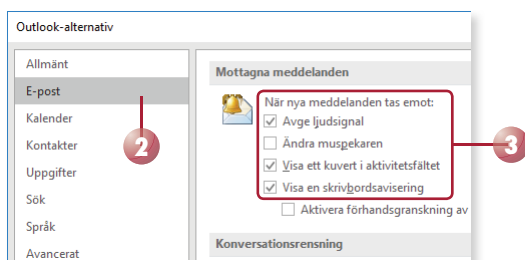 Outlook-alternativ
Allmänt
E-post
Kalender
Kontakter
Uppgifter
Sök
Språk
Avancerat
2
Mottagna meddelanden
När nya meddelanden tas emot:
Avge ljudsignal
Ändra muspekaren
Visa ett kuvert i aktivitetsfältet
Visa en skrivbordsavisering
Aktivera förhandsgranskning av
3
Konversationsrensning